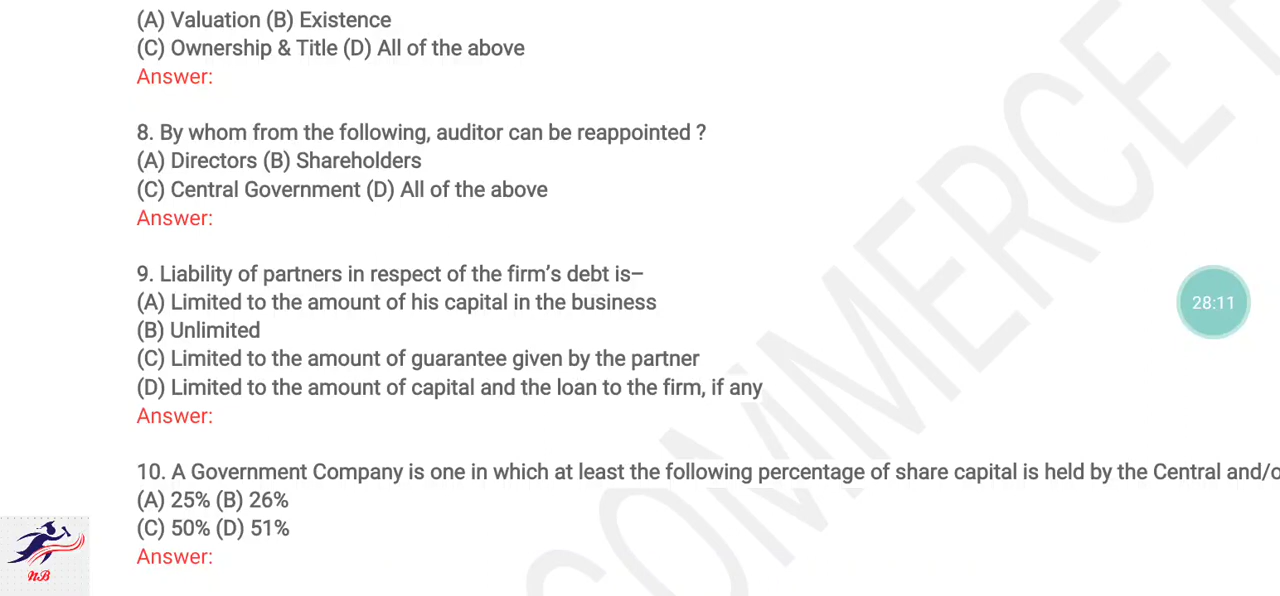 (A) Valuation (B) Existence
(C) Ownership & Title (D) All of the above
Answer:
8. By whom from the following, auditor can be reappointed ?
(A) Directors (B) Shareholders
(C) Central Government (D) All of the above
Answer:
9. Liability of partners in respect of the firm’s debt is–
(A) Limited to the amount of his capital in the business
(B) Unlimited
(C) Limited to the amount of guarantee given by the partner
(D) Limited to the amount of capital and the loan to the firm, if any
Answer:
10. A Government Company is one in which at least the following percentage of share capital is held by the Central and/o
(A) 25% (B) 26%
(C) 50% (D) 51%
Answer:
28:11
NB
COMMERCE